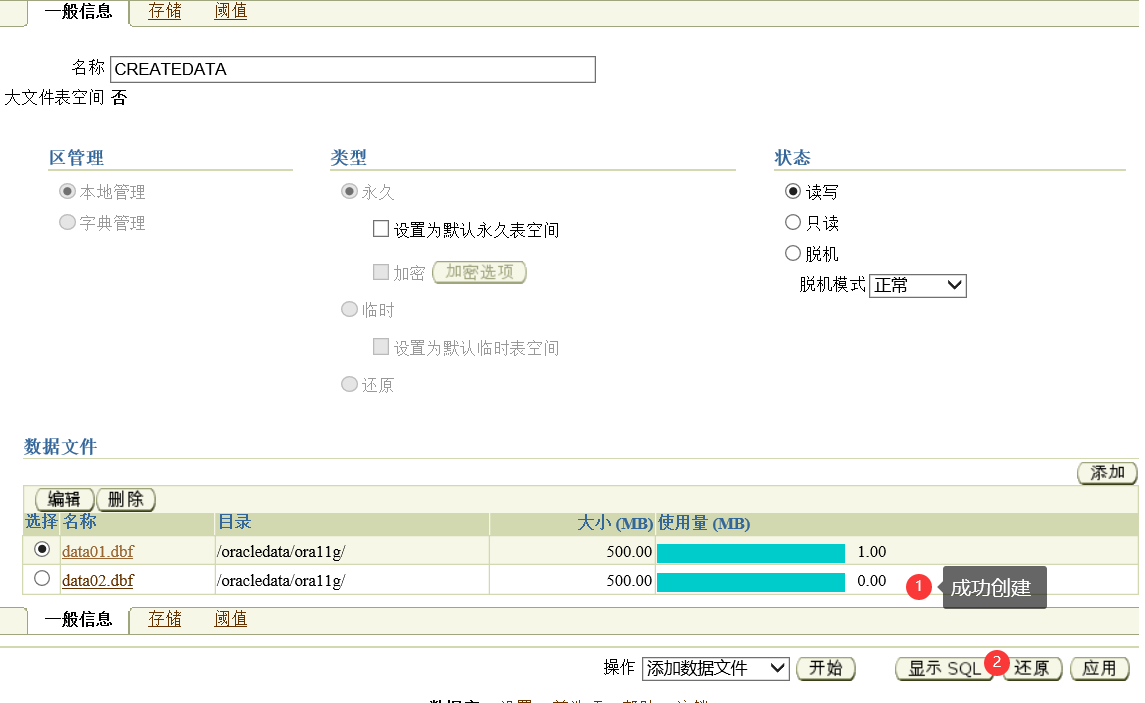 一般信息 存储 阈值
名称 CREATEDATA
大文件表空间 否
区管理 类型 状态
本地管理 永久 读写
字典管理 设置为默认永久表空间 只读
加密 加密选项 脱机
临时 脱机模式 正常
设置为默认临时表空间
还原
数据文件
添加
编辑 删除
选择 名称 目录 大小 (MB) 使用量 (MB)
data01.dbf /oracledata/ora11g/ 500.00 1.00
data02.dbf /oracledata/ora11g/ 500.00 0.00
1 成功创建
一般信息 存储 阈值
操作 添加数据文件 开始 显示 SQL 2 还原 应用